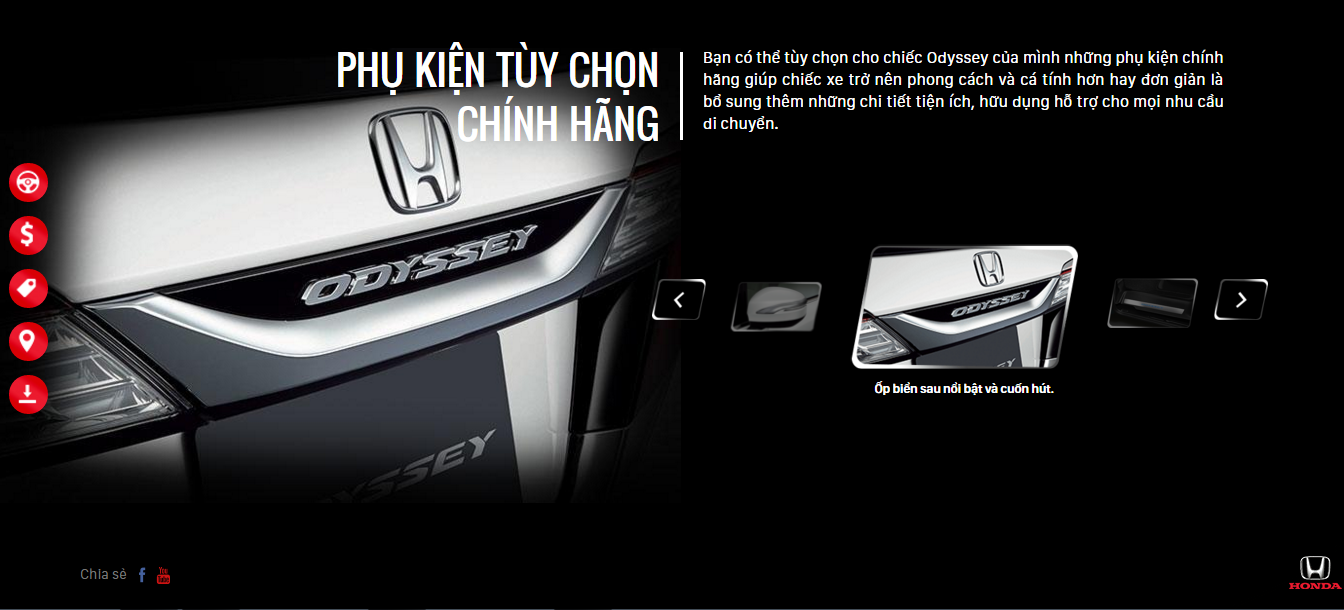 PHỤ KIỆN TÙY CHỌN
CHÍNH HÃNG
Bạn có thể tùy chọn cho chiếc Odyssey của mình những phụ kiện chính
hãng giúp chiếc xe trở nên phong cách và cá tính hơn hay đơn giản là
bổ sung thêm những chi tiết tiện ích, hữu dụng hỗ trợ cho mọi nhu cầu
di chuyển.
ODYSSEY
ODYSSEY
$
ODYSSEY
Ốp biển sau nổi bật và cuốn hút.
Chia sẻ
f
You
Tube
HONDA